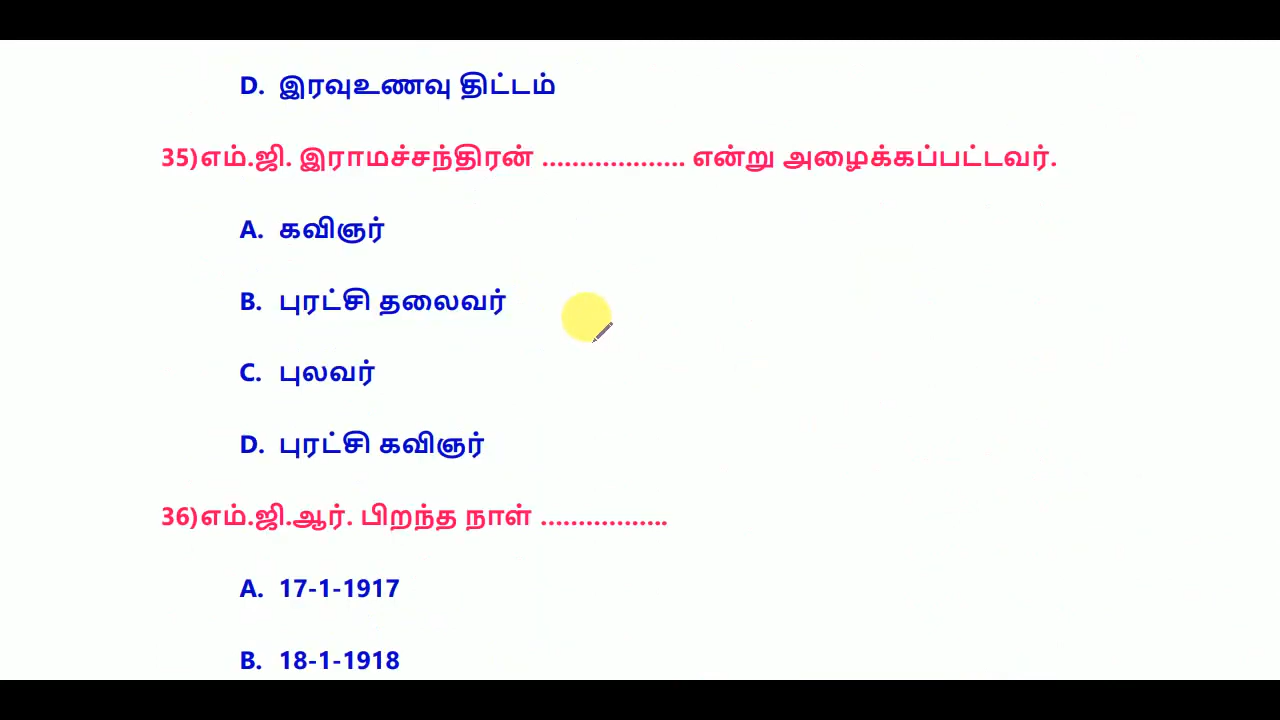 D. இரவுஉணவு திட்டம்
35)எம்.ஜி. இராமச்சந்திரன் ................... என்று அழைக்கப்பட்டவர்.
A. கவிஞர்
B. புரட்சி தலைவர்
C. புலவர்
D. புரட்சி கவிஞர்
36)எம்.ஜி.ஆர். பிறந்த நாள் .................
A. 17-1-1917
B. 18-1-1918